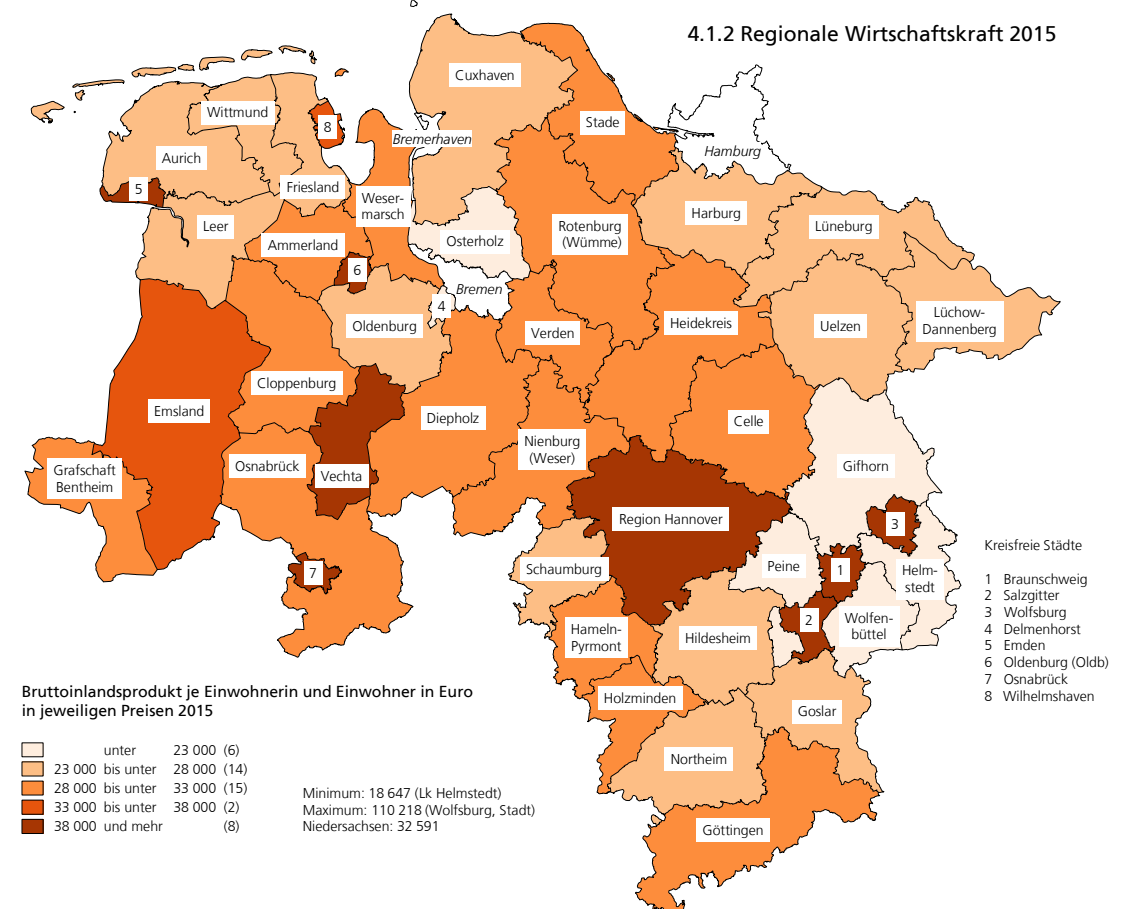 4.1.2 Regionale Wirtschaftskraft 2015
Cuxhaven
Wittmund
8
Stade
Bremerhaven
Hamburg
Aurich
5
Friesland
Weser-
marsch
Harburg
Leer
Rotenburg
(Wümme)
Lüneburg
Ammerland
Osterholz
6
Bremen
4
Oldenburg
Verden
Heidekreis
Uelzen
Lüchow-
Dannenberg
Cloppenburg
Emsland
Diepholz
Celle
Nienburg
(Weser)
Grafschaft
Bentheim
Osnabrück
Vechta
Gifhorn
Region Hannover
3
Schaumburg
Peine
1
Helm-
stedt
7
2
Wolfen-
büttel
Hameln-
Pyrmont
Hildesheim
Holzminden
Goslar
Northeim
Göttingen
Kreisfreie Städte
1 Braunschweig
2 Salzgitter
3 Wolfsburg
4 Delmenhorst
5 Emden
6 Oldenburg (Oldb)
7 Osnabrück
8 Wilhelmshaven
Bruttoinlandsprodukt je Einwohnerin und Einwohner in Euro
in jeweiligen Preisen 2015
unter 23 000 (6)
23 000 bis unter 28 000 (14)
28 000 bis unter 33 000 (15)
33 000 bis unter 38 000 (2)
38 000 und mehr (8)
Minimum: 18 647 (Lk Helmstedt)
Maximum: 110 218 (Wolfsburg, Stadt)
Niedersachsen: 32 591